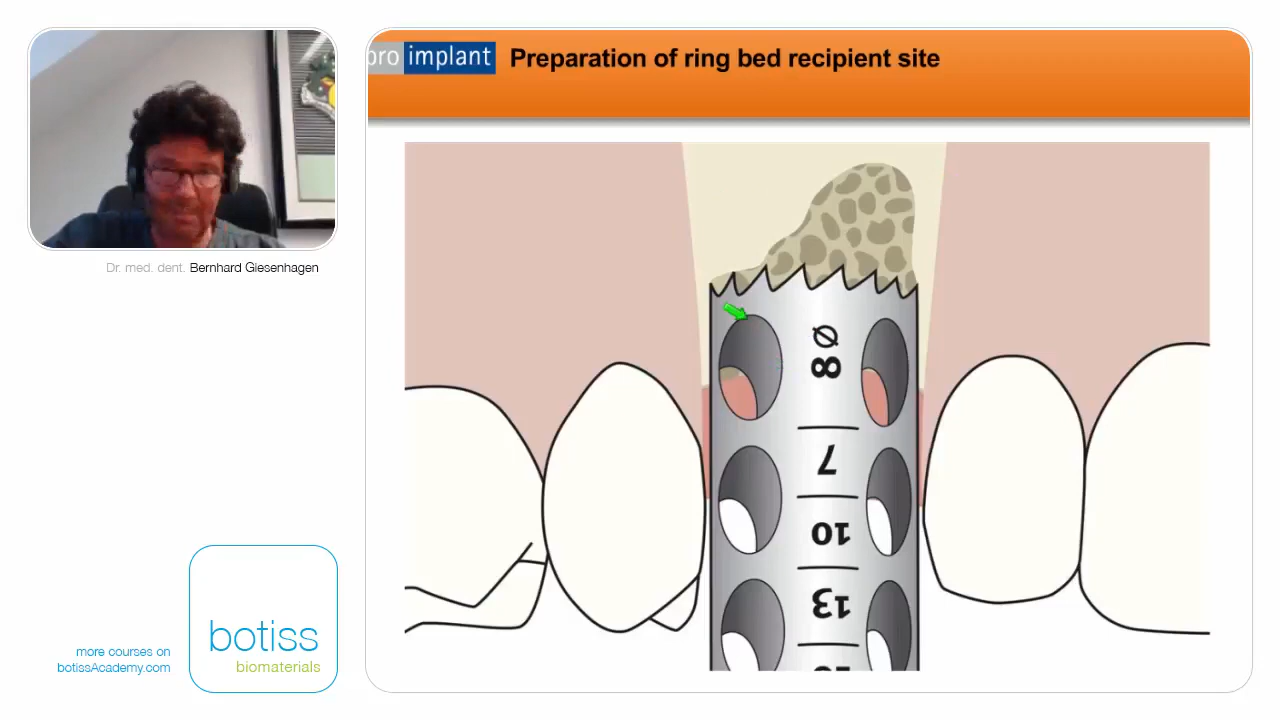 pro implant
Preparation of ring bed recipient site
Dr. med. dent. Bernhard Giesenhagen
8 ⌀
7
10
13
more courses on
botissAcademy.com
botiss
biomaterials